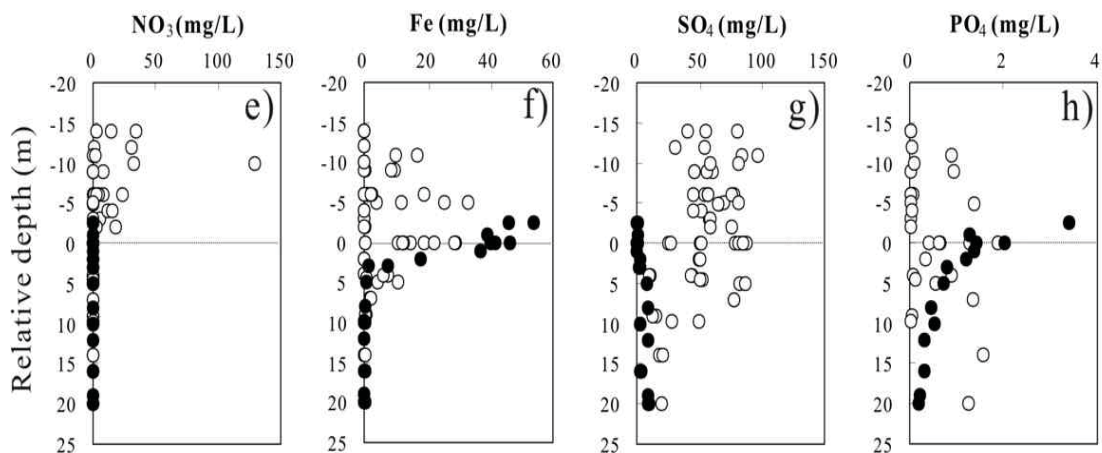 NO₃ (mg/L) Fe (mg/L) SO₄ (mg/L) PO₄ (mg/L)
0 50 100 150 0 20 40 60 0 50 100 150 0 2 4
-20 -20 -20 -20
e) f) g) h)
-15 -15 -15 -15
-10 -10 -10 -10
-5 -5 -5 -5
0 0 0 0
5 5 5 5
10 10 10 10
15 15 15 15
20 20 20 20
25 25 25 25
Relative depth (m)